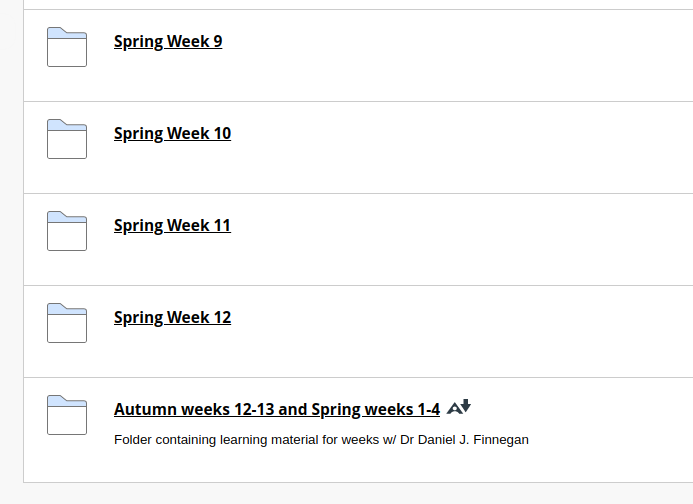 Spring Week 9
Spring Week 10
Spring Week 11
Spring Week 12
Autumn weeks 12-13 and Spring weeks 1-4
Folder containing learning material for weeks w/ Dr Daniel J. Finnegan